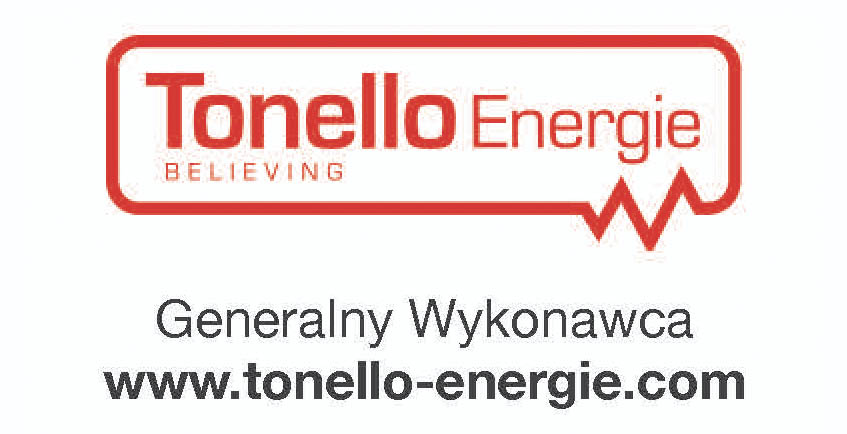 Tonello Energie
BELIEVING
Generalny Wykonawca
www.tonello-energie.com